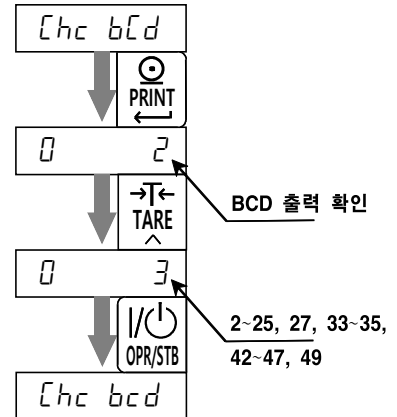 Chc bCd
PRINT
0 2
→T←
TARE
BCD 출력 확인
0 3
I/⏻
OPR/STB
2~25, 27, 33~35,
42~47, 49
Chc bcd